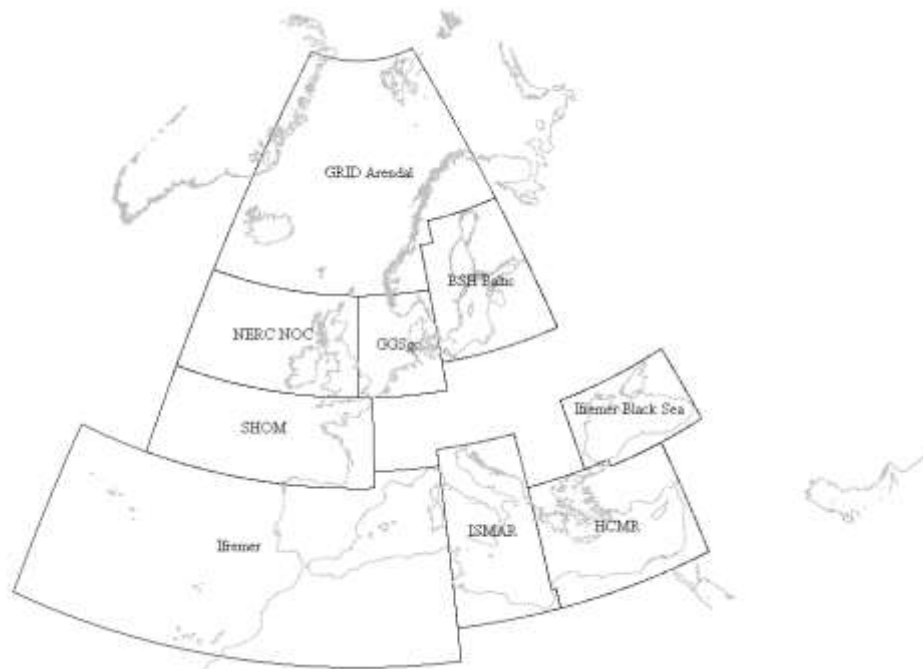 GRID Arendal
BSH Baltic
NERC NOC
GGSgc
Ifremer Black Sea
SHOM
Ifremer
ISMAR
HCMR